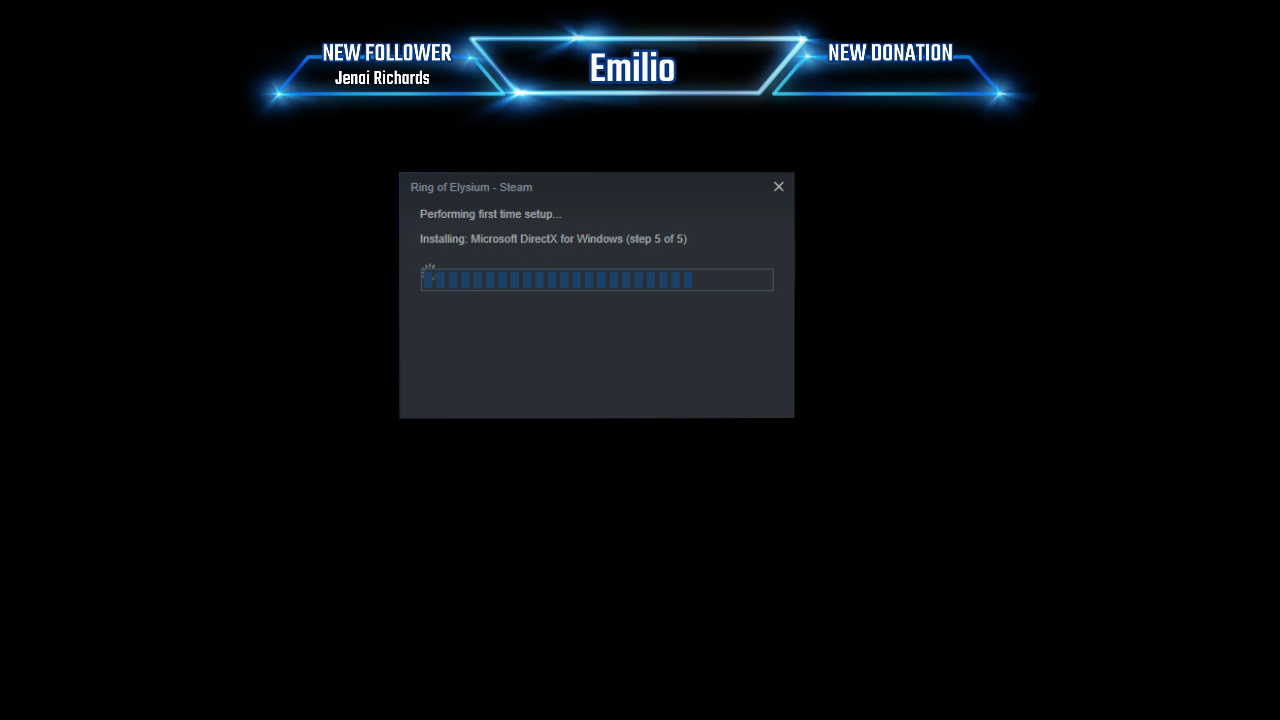 NEW FOLLOWER
Jenai Richards
Emilio
NEW DONATION
Ring of Elysium - Steam
Performing first time setup...
Installing: Microsoft DirectX for Windows (step 5 of 5)